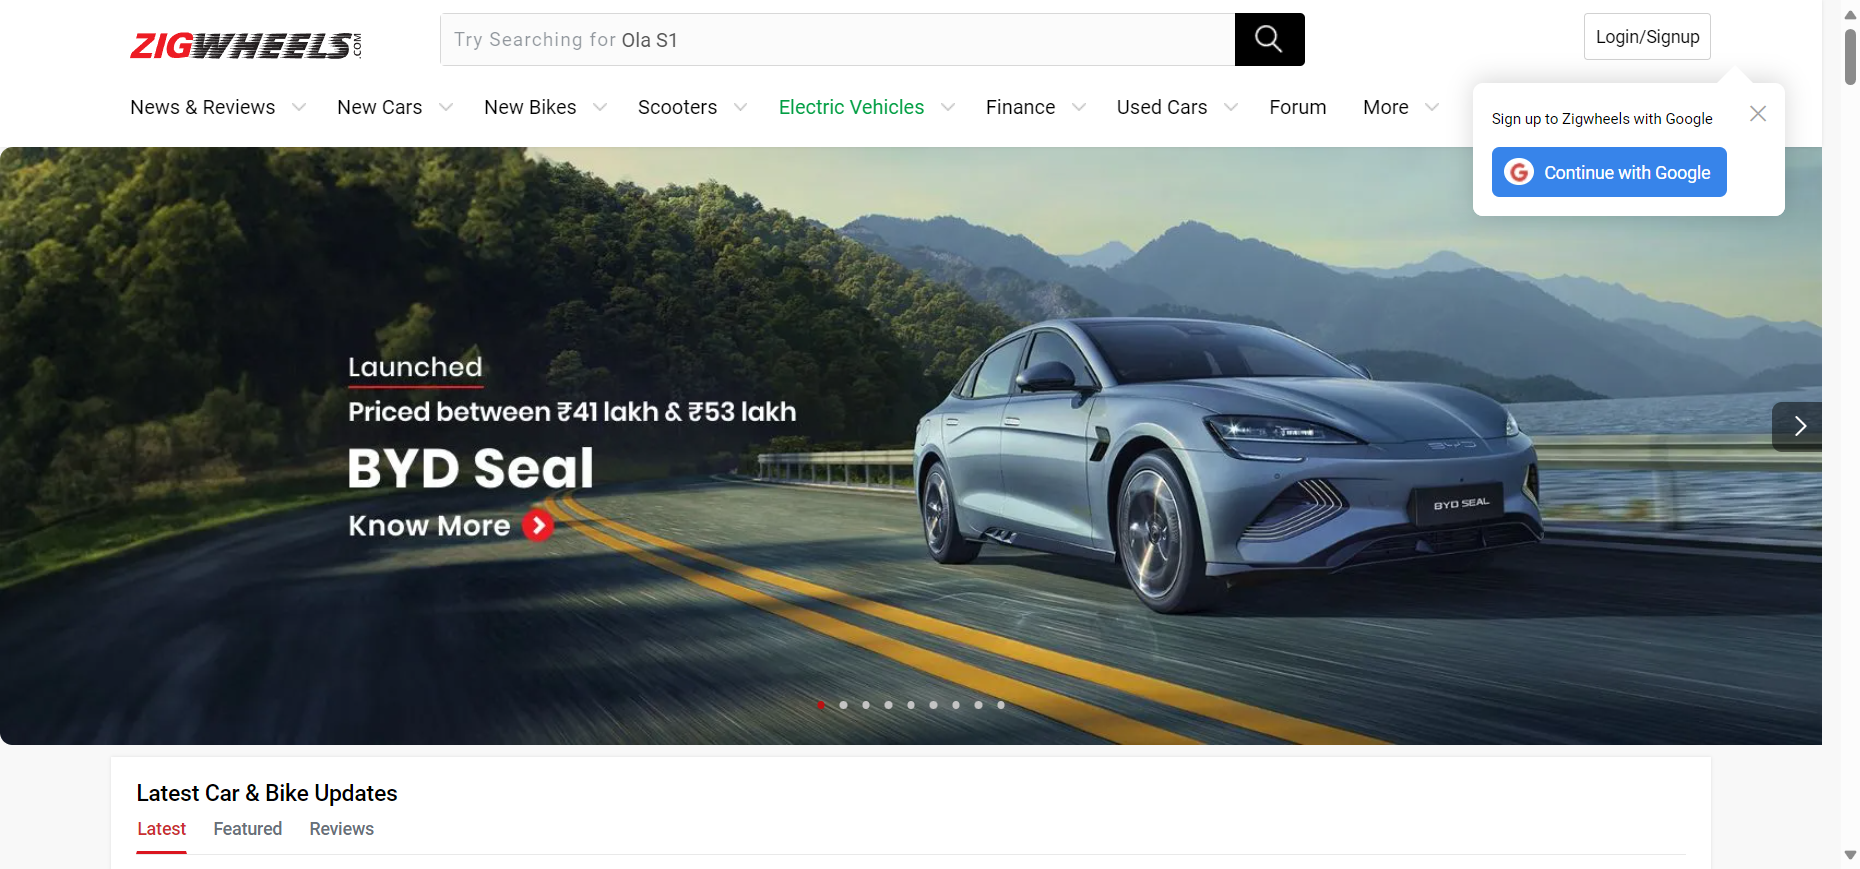 ZIGWHEELS.COM
Try Searching for Ola S1
Login/Signup
News & Reviews
New Cars
New Bikes
Scooters
Electric Vehicles
Finance
Used Cars
Forum
More
Sign up to Zigwheels with Google
G Continue with Google
Launched
Priced between ₹41 lakh & ₹53 lakh
BYD Seal
Know More
BYD
BYD SEAL
Latest Car & Bike Updates
Latest
Featured
Reviews